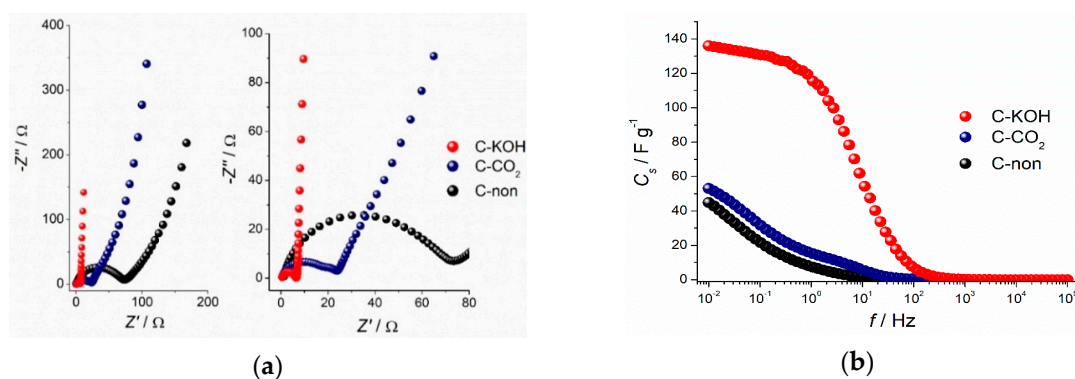 400
300
200
100
0
-Z″ / Ω
0 100 200
Z′ / Ω
100
80
60
40
20
0
-Z″ / Ω
0 20 40 60 80
Z′ / Ω
C-KOH
C-CO₂
C-non
(a)
140
120
100
80
60
40
20
0
Cₛ / F g⁻¹
10⁻² 10⁻¹ 10⁰ 10¹ 10² 10³ 10⁴ 10⁵
f / Hz
C-KOH
C-CO₂
C-non
(b)